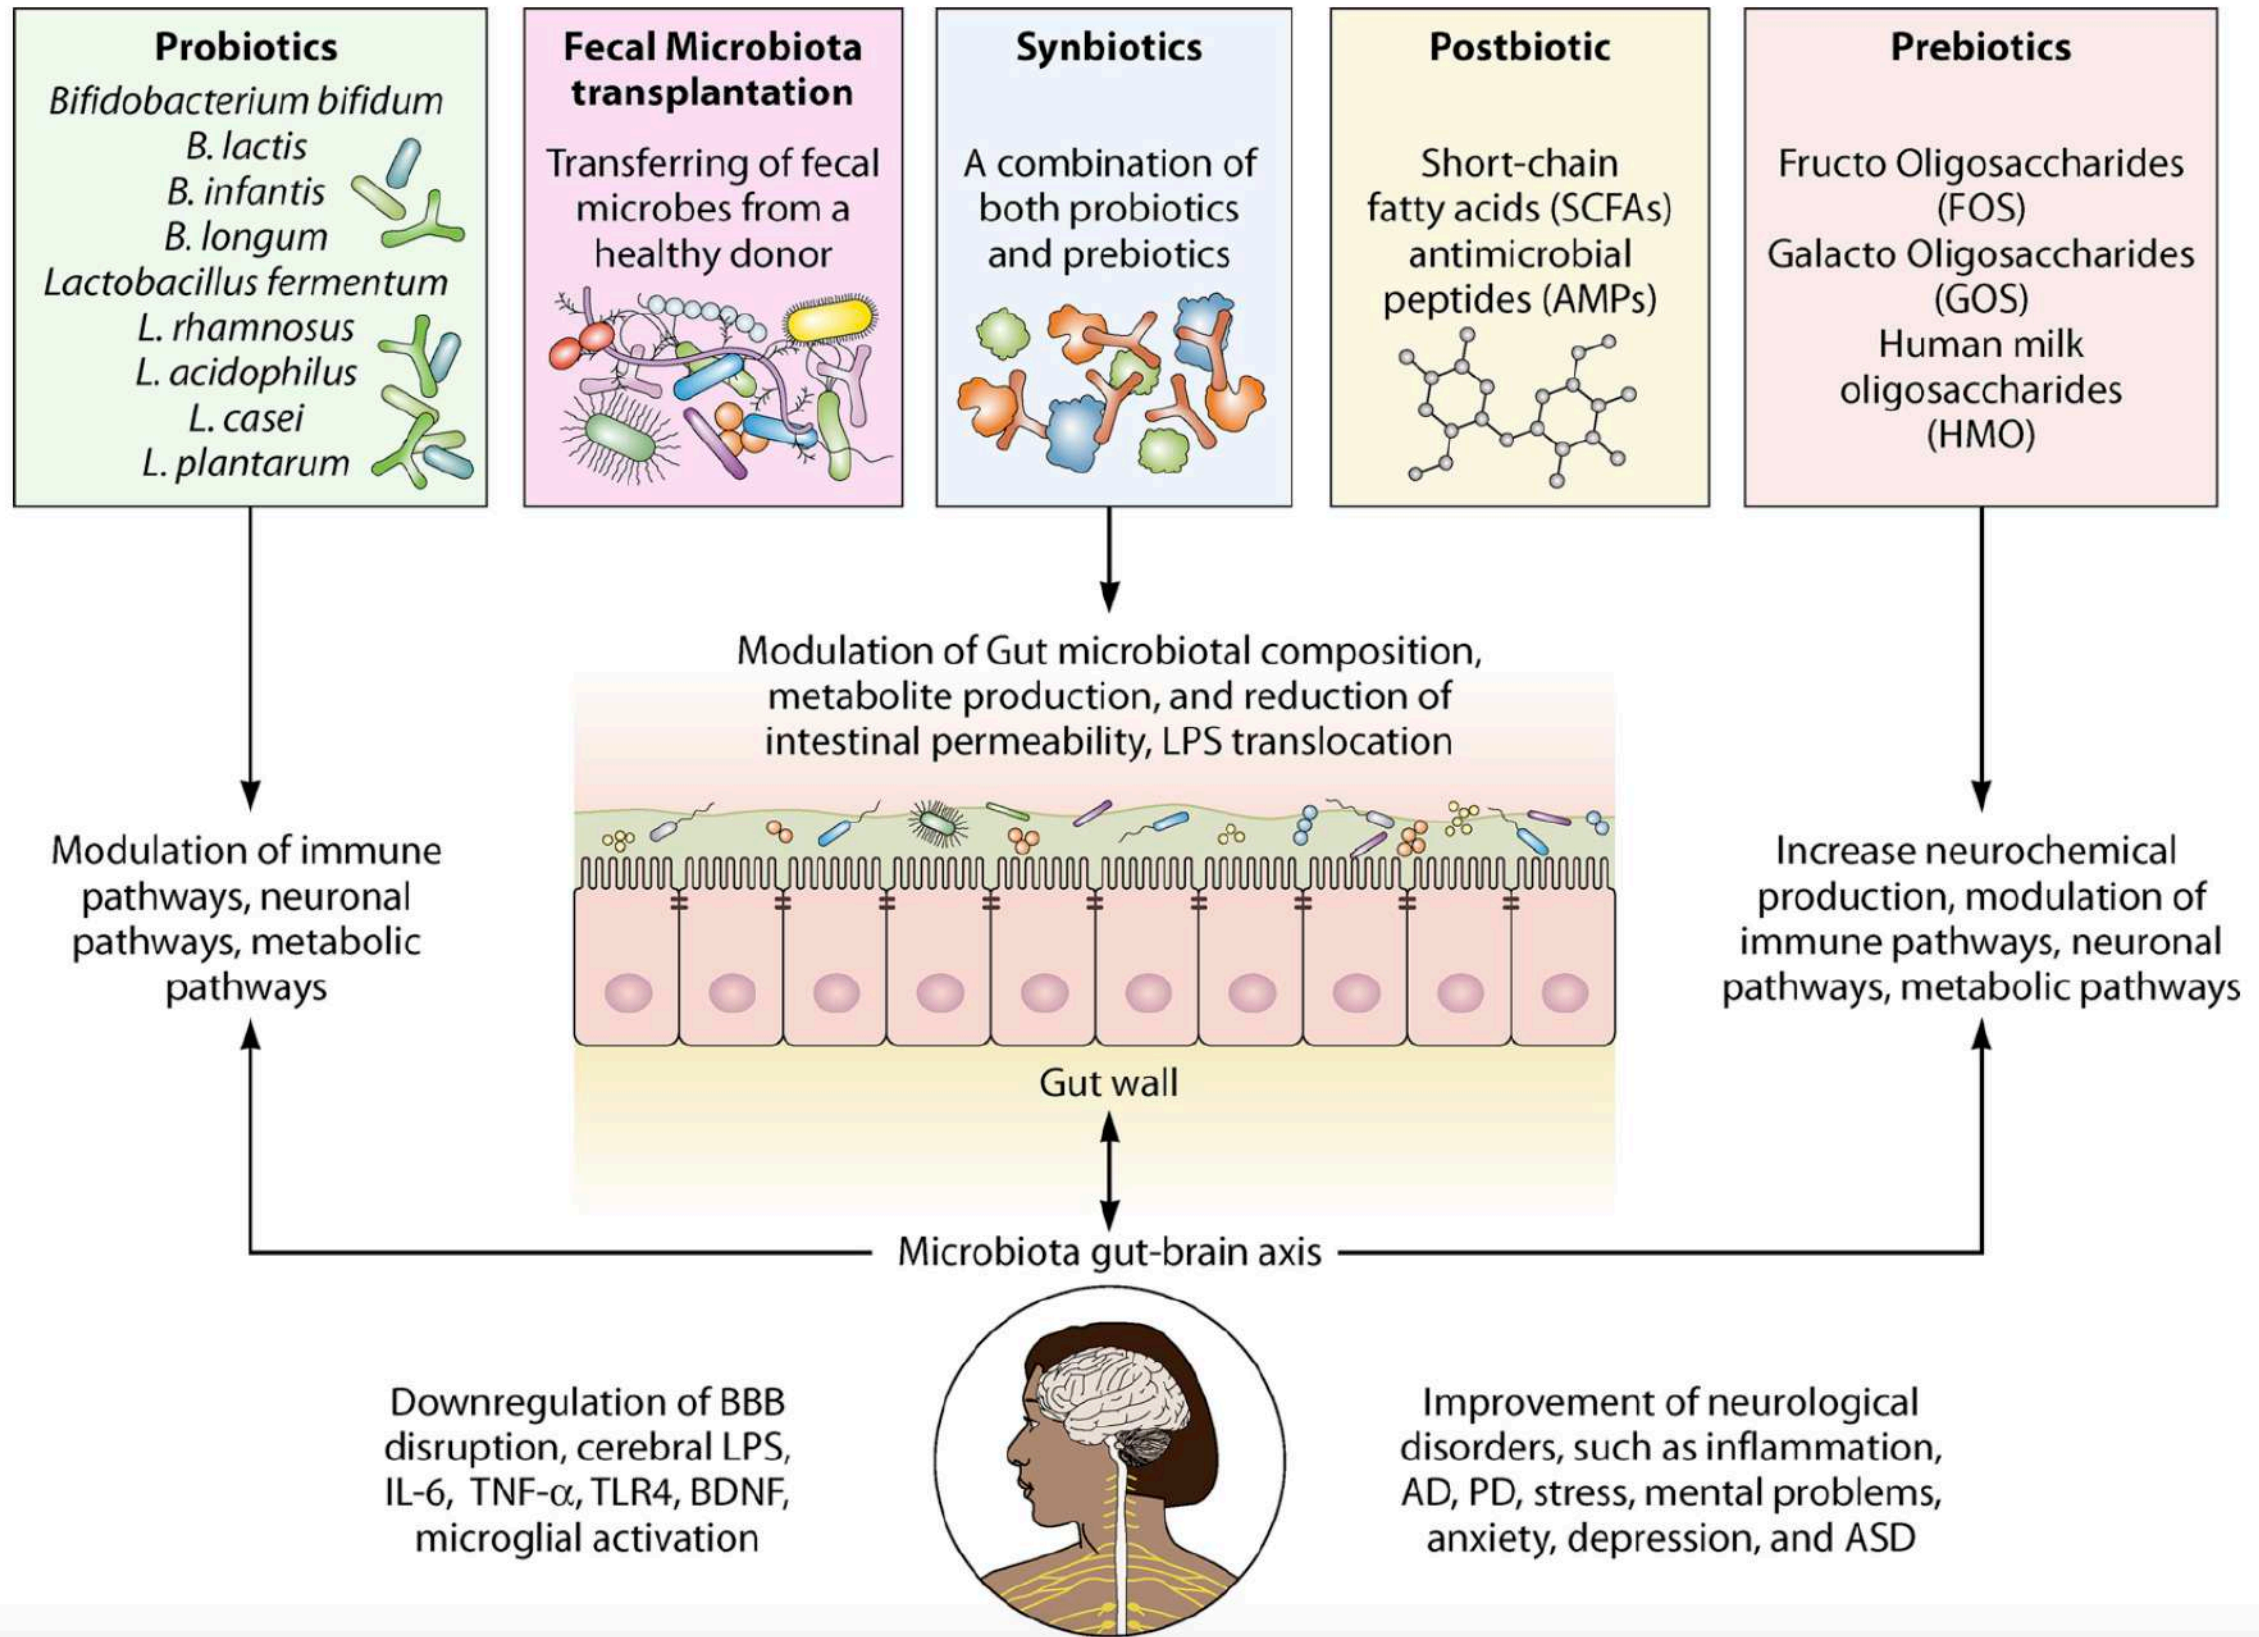 Probiotics
Bifidobacterium bifidum
B. lactis
B. infantis
B. longum
Lactobacillus fermentum
L. rhamnosus
L. acidophilus
L. casei
L. plantarum
Fecal Microbiota
transplantation
Transferring of fecal
microbes from a
healthy donor
Synbiotics
A combination of
both probiotics
and prebiotics
Postbiotic
Short-chain
fatty acids (SCFAs)
antimicrobial
peptides (AMPs)
Prebiotics
Fructo Oligosaccharides
(FOS)
Galacto Oligosaccharides
(GOS)
Human milk
oligosaccharides
(HMO)
Modulation of Gut microbiotal composition,
metabolite production, and reduction of
intestinal permeability, LPS translocation
Modulation of immune
pathways, neuronal
pathways, metabolic
pathways
Increase neurochemical
production, modulation of
immune pathways, neuronal
pathways, metabolic pathways
Gut wall
Microbiota gut-brain axis
Downregulation of BBB
disruption, cerebral LPS,
IL-6, TNF-α, TLR4, BDNF,
microglial activation
Improvement of neurological
disorders, such as inflammation,
AD, PD, stress, mental problems,
anxiety, depression, and ASD